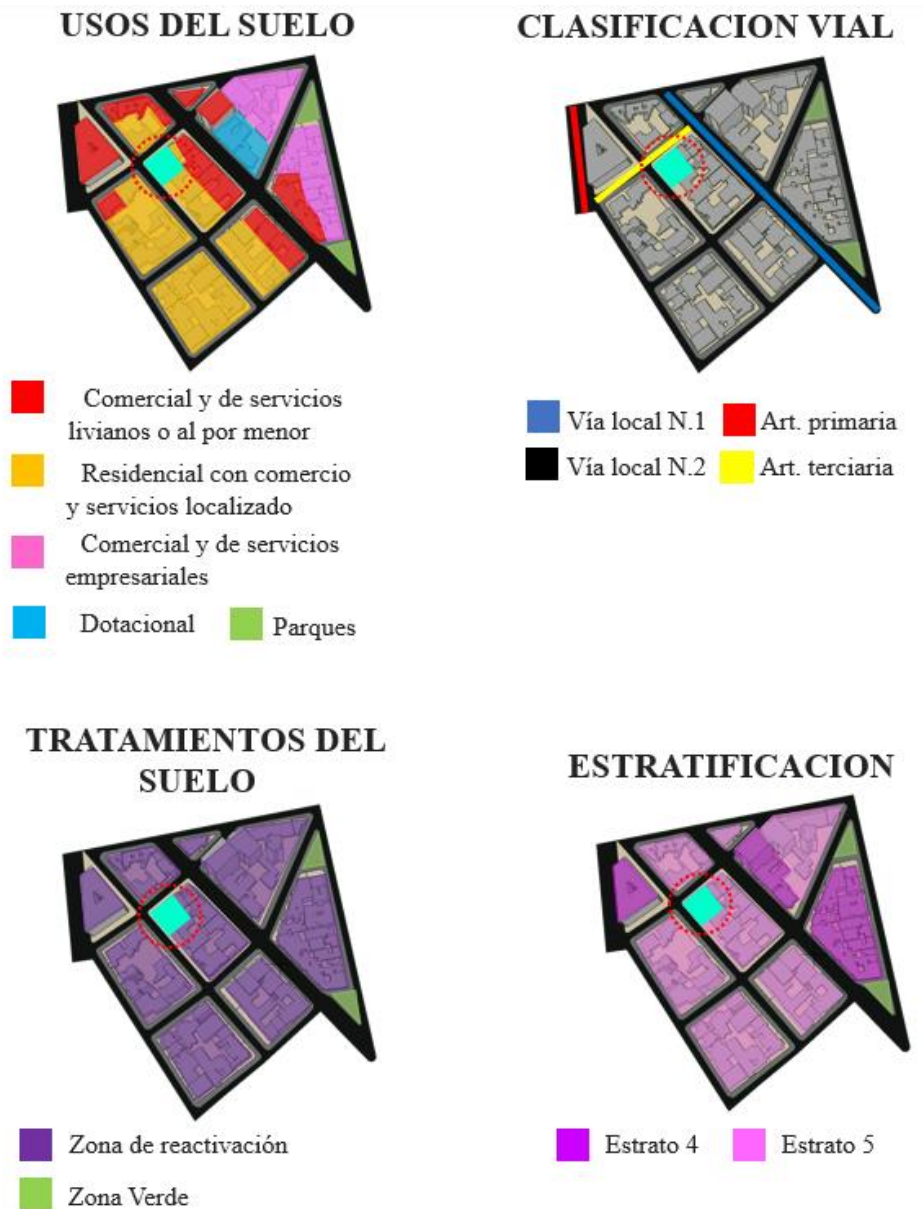 USOS DEL SUELO
Comercial y de servicios
livianos o al por menor
Residencial con comercio
y servicios localizado
Comercial y de servicios
empresariales
Dotacional
Parques
CLASIFICACION VIAL
Vía local N.1
Art. primaria
Vía local N.2
Art. terciaria
TRATAMIENTOS DEL
SUELO
Zona de reactivación
Zona Verde
ESTRATIFICACION
Estrato 4
Estrato 5